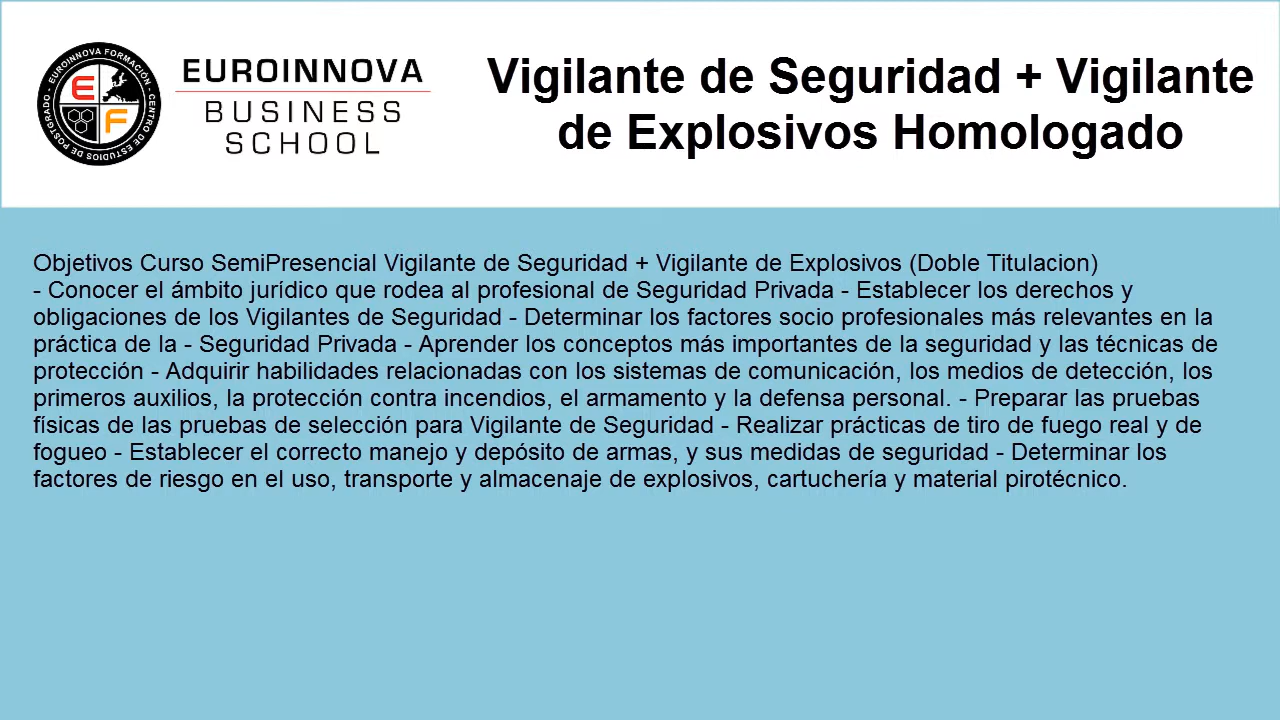 EUROINNOVA FORMACIÓN - CENTRO DE ESTUDIOS DE POSTGRADO -
E
F
EUROINNOVA
BUSINESS
SCHOOL
Vigilante de Seguridad + Vigilante
de Explosivos Homologado
Objetivos Curso SemiPresencial Vigilante de Seguridad + Vigilante de Explosivos (Doble Titulacion)
- Conocer el ámbito jurídico que rodea al profesional de Seguridad Privada - Establecer los derechos y
obligaciones de los Vigilantes de Seguridad - Determinar los factores socio profesionales más relevantes en la
práctica de la - Seguridad Privada - Aprender los conceptos más importantes de la seguridad y las técnicas de
protección - Adquirir habilidades relacionadas con los sistemas de comunicación, los medios de detección, los
primeros auxilios, la protección contra incendios, el armamento y la defensa personal. - Preparar las pruebas
físicas de las pruebas de selección para Vigilante de Seguridad - Realizar prácticas de tiro de fuego real y de
fogueo - Establecer el correcto manejo y depósito de armas, y sus medidas de seguridad - Determinar los
factores de riesgo en el uso, transporte y almacenaje de explosivos, cartuchería y material pirotécnico.